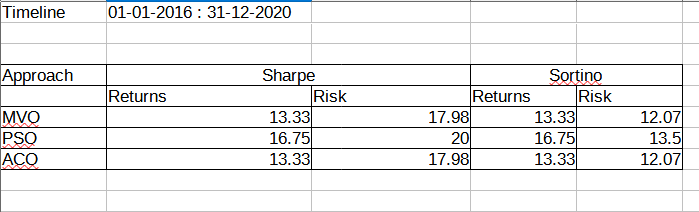 Timeline 01-01-2016 : 31-12-2020
Approach Sharpe Sortino
Returns Risk Returns Risk
MVO 13.33 17.98 13.33 12.07
PSO 16.75 20 16.75 13.5
ACO 13.33 17.98 13.33 12.07